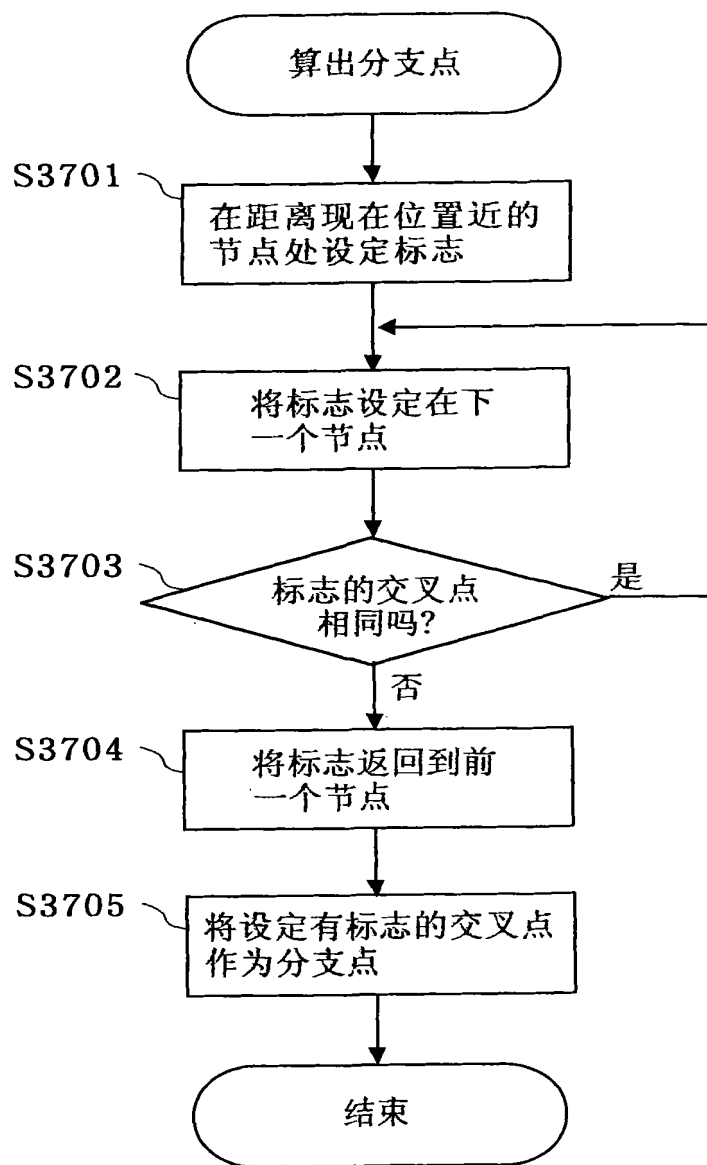 算出分支点
S3701
在距离现在位置近的
节点处设定标志
S3702
将标志设定在下
一个节点
S3703
标志的交叉点
相同吗?
是
否
S3704
将标志返回到前
一个节点
S3705
将设定有标志的交叉点
作为分支点
结束